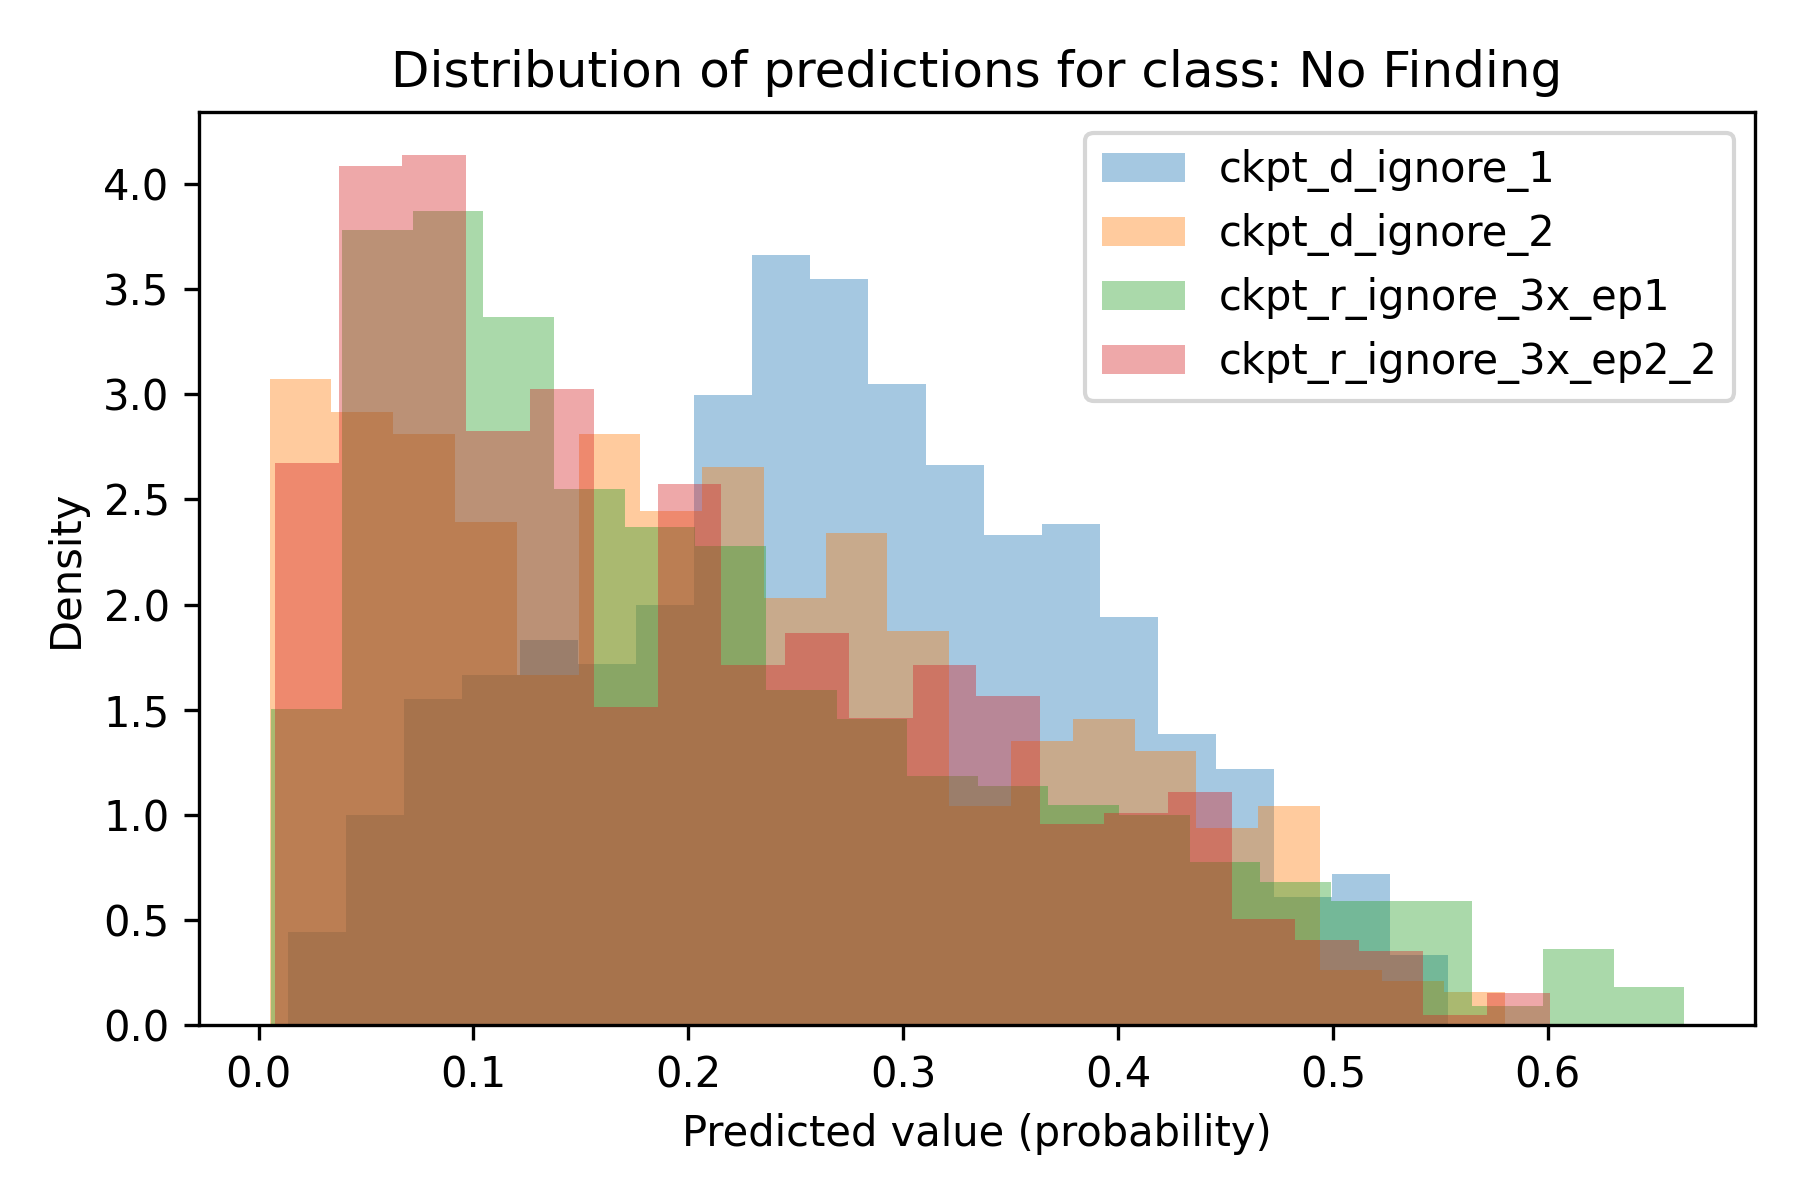 Distribution of predictions for class: No Finding
ckpt_d_ignore_1
ckpt_d_ignore_2
ckpt_r_ignore_3x_ep1
ckpt_r_ignore_3x_ep2_2
4.0
3.5
3.0
2.5
2.0
1.5
1.0
0.5
0.0
Density
0.0 0.1 0.2 0.3 0.4 0.5 0.6
Predicted value (probability)